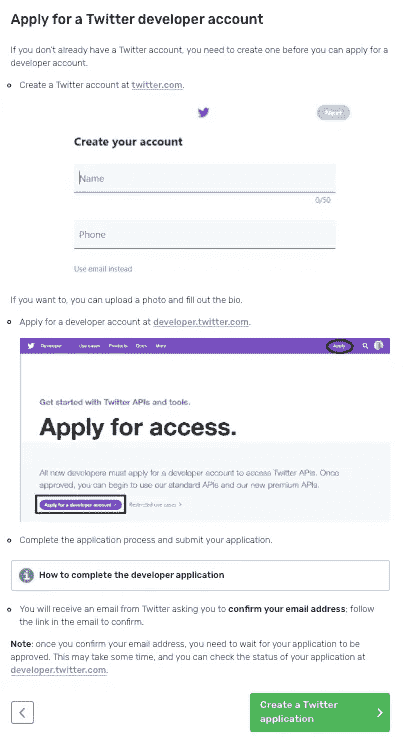 Apply for a Twitter developer account
If you don't already have a Twitter account, you need to create one before you can apply for a
developer account.
Create a Twitter account at twitter.com.
Next
Create your account
Name
0/50
Phone
Use email instead
If you want to, you can upload a photo and fill out the bio.
Apply for a developer account at developer.twitter.com.
Developer Use cases Products Docs More Apply
Get started with Twitter APIs and tools.
Apply for access.
All new developers must apply for a developer account to access Twitter APIs. Once
approved, you can begin to use our standard APIs and our new premium APIs.
Apply for a developer account Restricted use cases
Complete the application process and submit your application.
How to complete the developer application
You will receive an email from Twitter asking you to confirm your email address; follow
the link in the email to confirm.
Note: once you confirm your email address, you need to wait for your application to be
approved. This may take some time, and you can check the status of your application at
developer.twitter.com.
Create a Twitter
application